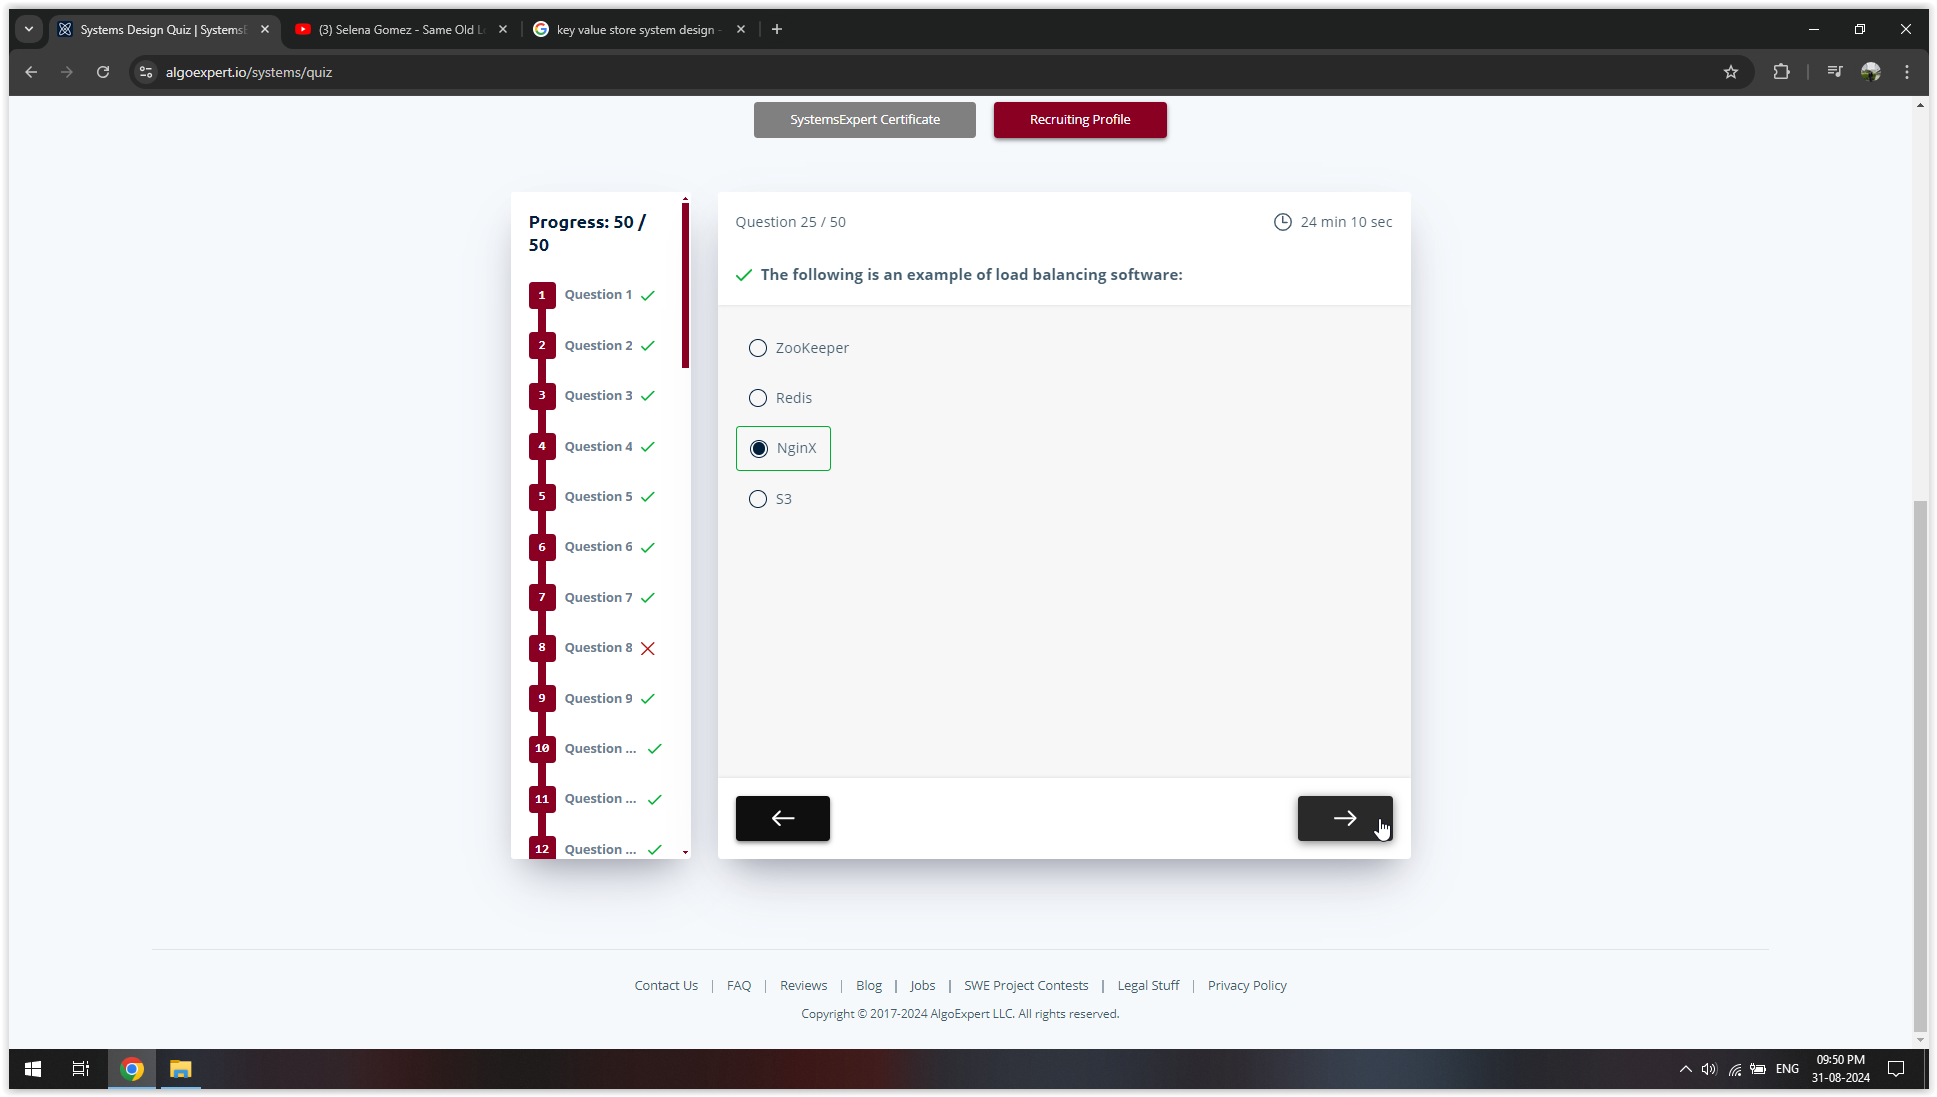 Systems Design Quiz | Systems
(3) Selena Gomez - Same Old L
key value store system design -
algoexpert.io/systems/quiz
SystemsExpert Certificate
Recruiting Profile
Progress: 50 /
50
1 Question 1
2 Question 2
3 Question 3
4 Question 4
5 Question 5
6 Question 6
7 Question 7
8 Question 8
9 Question 9
10 Question ...
11 Question ...
12 Question ...
Question 25 / 50
24 min 10 sec
The following is an example of load balancing software:
ZooKeeper
Redis
NginX
S3
Contact Us | FAQ | Reviews | Blog | Jobs | SWE Project Contests | Legal Stuff | Privacy Policy
Copyright © 2017-2024 AlgoExpert LLC. All rights reserved.
ENG
09:50 PM
31-08-2024